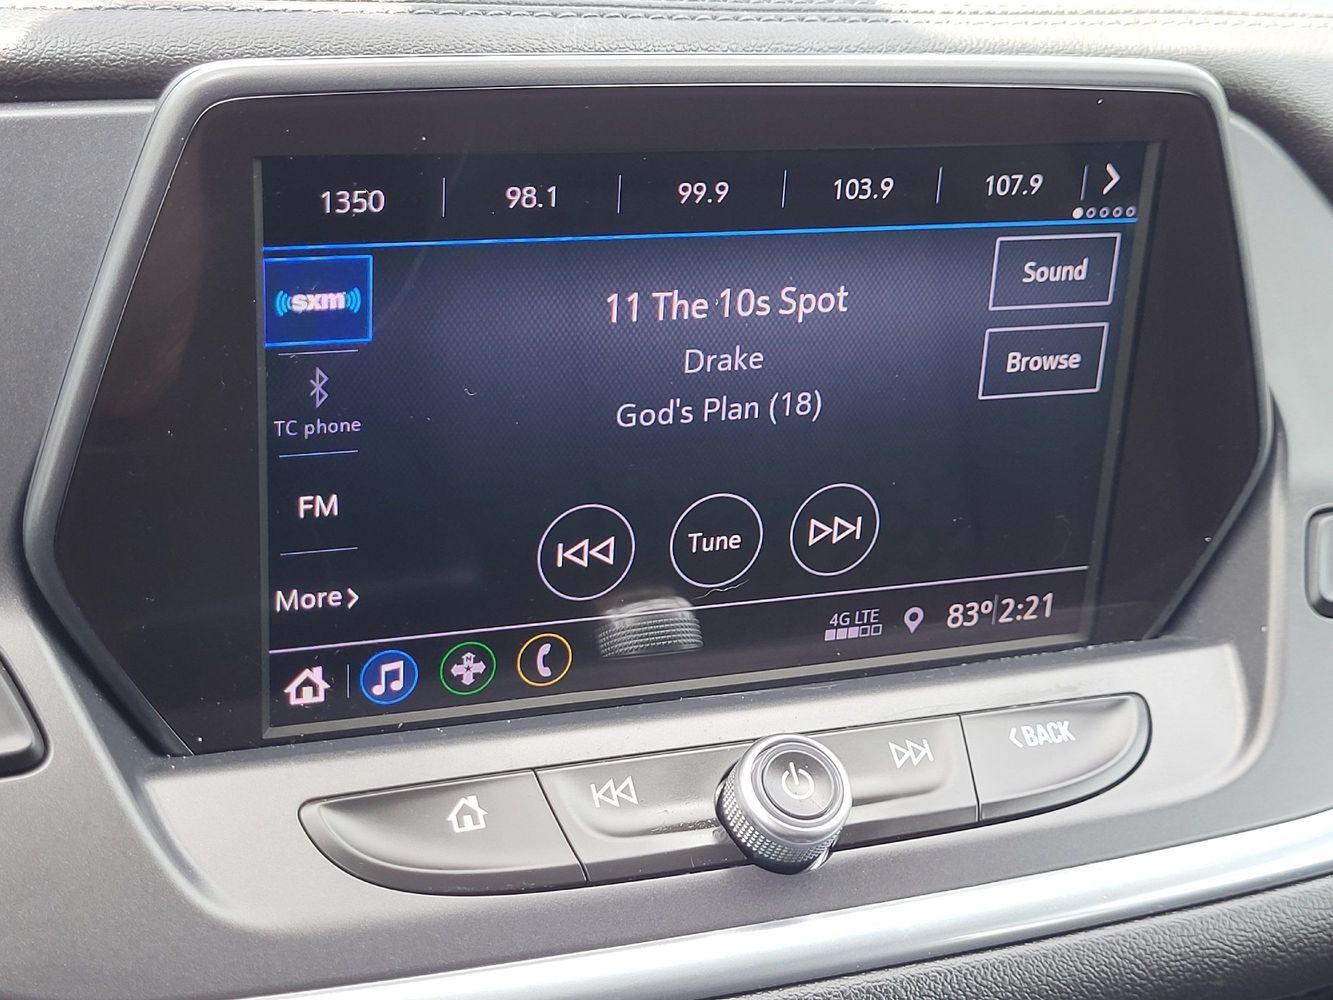 1350 98.1 99.9 103.9 107.9
sxm
11 The 10s Spot
Drake
God's Plan (18)
Sound
Browse
TC phone
FM
More
Tune
4G LTE
83º 2:21
N
BACK